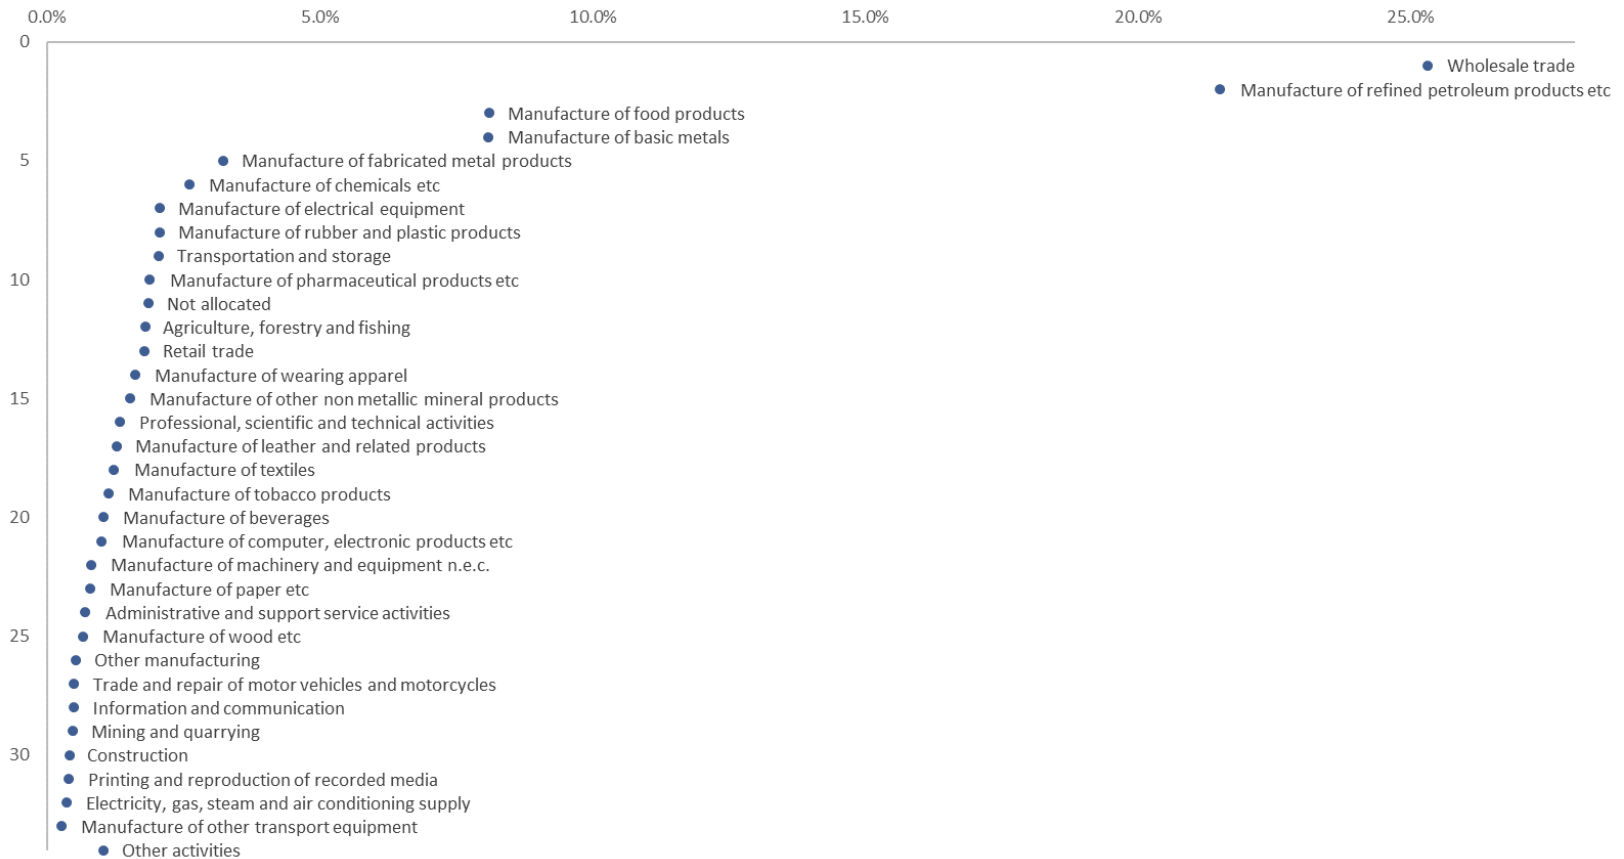 0.0% 5.0% 10.0% 15.0% 20.0% 25.0%
0
Wholesale trade
Manufacture of refined petroleum products etc
Manufacture of food products
Manufacture of basic metals
5 Manufacture of fabricated metal products
Manufacture of chemicals etc
Manufacture of electrical equipment
Manufacture of rubber and plastic products
Transportation and storage
10 Manufacture of pharmaceutical products etc
Not allocated
Agriculture, forestry and fishing
Retail trade
Manufacture of wearing apparel
15 Manufacture of other non metallic mineral products
Professional, scientific and technical activities
Manufacture of leather and related products
Manufacture of textiles
Manufacture of tobacco products
20 Manufacture of beverages
Manufacture of computer, electronic products etc
Manufacture of machinery and equipment n.e.c.
Manufacture of paper etc
Administrative and support service activities
25 Manufacture of wood etc
Other manufacturing
Trade and repair of motor vehicles and motorcycles
Information and communication
Mining and quarrying
30 Construction
Printing and reproduction of recorded media
Electricity, gas, steam and air conditioning supply
Manufacture of other transport equipment
Other activities